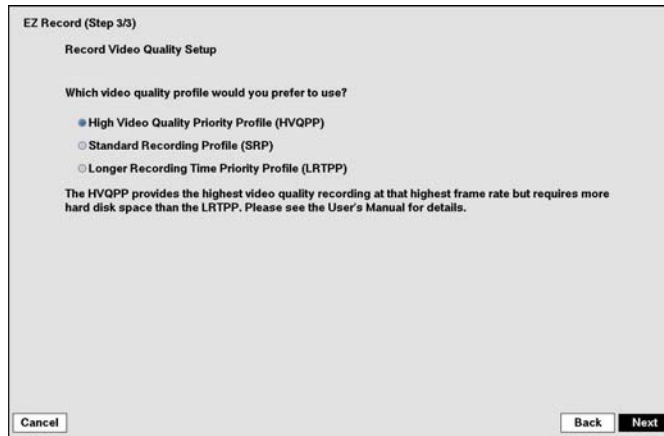 EZ Record (Step 3/3)
Record Video Quality Setup
Which video quality profile would you prefer to use?
High Video Quality Priority Profile (HVQPP)
Standard Recording Profile (SRP)
Longer Recording Time Priority Profile (LRTPP)
The HVQPP provides the highest video quality recording at that highest frame rate but requires more
hard disk space than the LRTPP. Please see the User's Manual for details.
Cancel Back Next